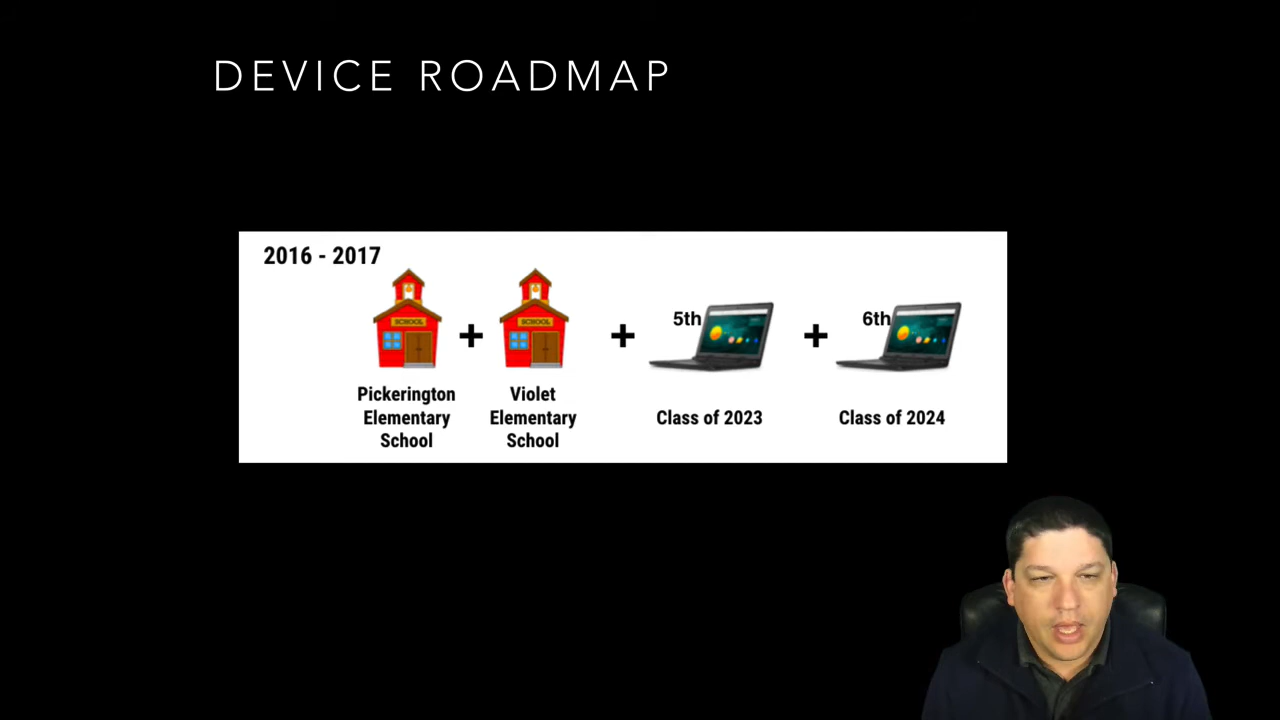 DEVICE ROADMAP
2016 - 2017
SCHOOL
SCHOOL
5th
6th
Pickerington
Elementary
School
Violet
Elementary
School
Class of 2023
Class of 2024